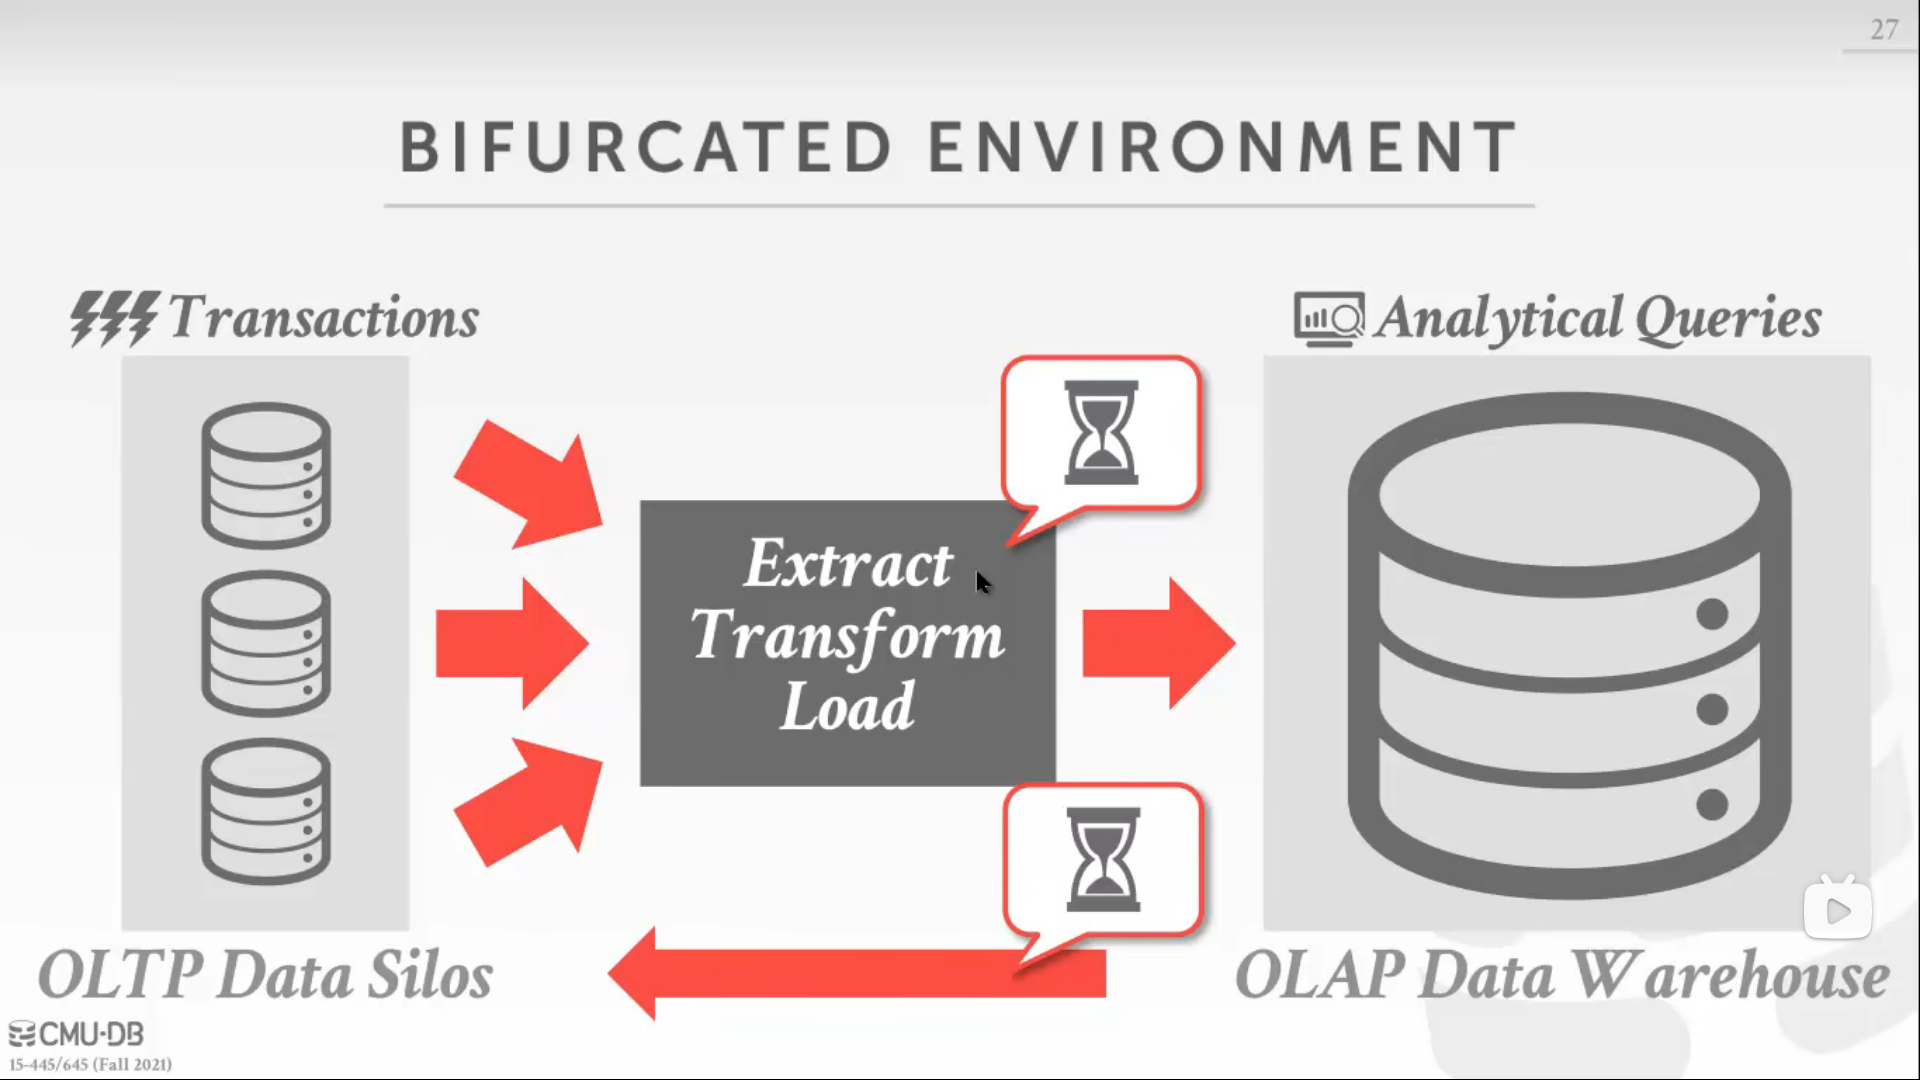 27
BIFURCATED ENVIRONMENT
Transactions
Analytical Queries
Extract
Transform
Load
OLTP Data Silos
OLAP Data Warehouse
CMU·DB
15-445/645 (Fall 2021)